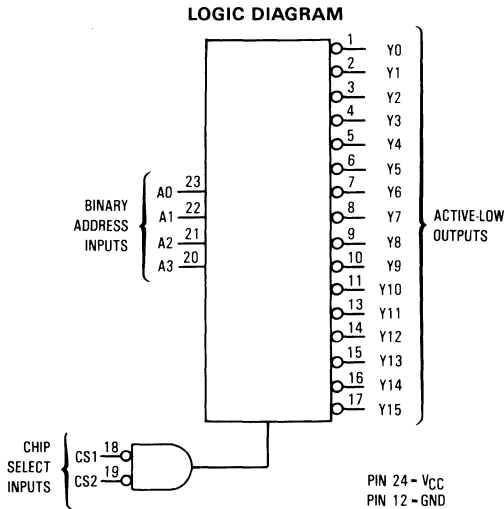 LOGIC DIAGRAM
1 Y0
2 Y1
3 Y2
4 Y3
5 Y4
6 Y5
7 Y6
8 Y7
9 Y8
10 Y9
11 Y10
13 Y11
14 Y12
15 Y13
16 Y14
17 Y15
ACTIVE-LOW
OUTPUTS
BINARY
ADDRESS
INPUTS
A0 23
A1 22
A2 21
A3 20
CHIP
SELECT
INPUTS
CS1 18
CS2 19
PIN 24 = VCC
PIN 12 = GND